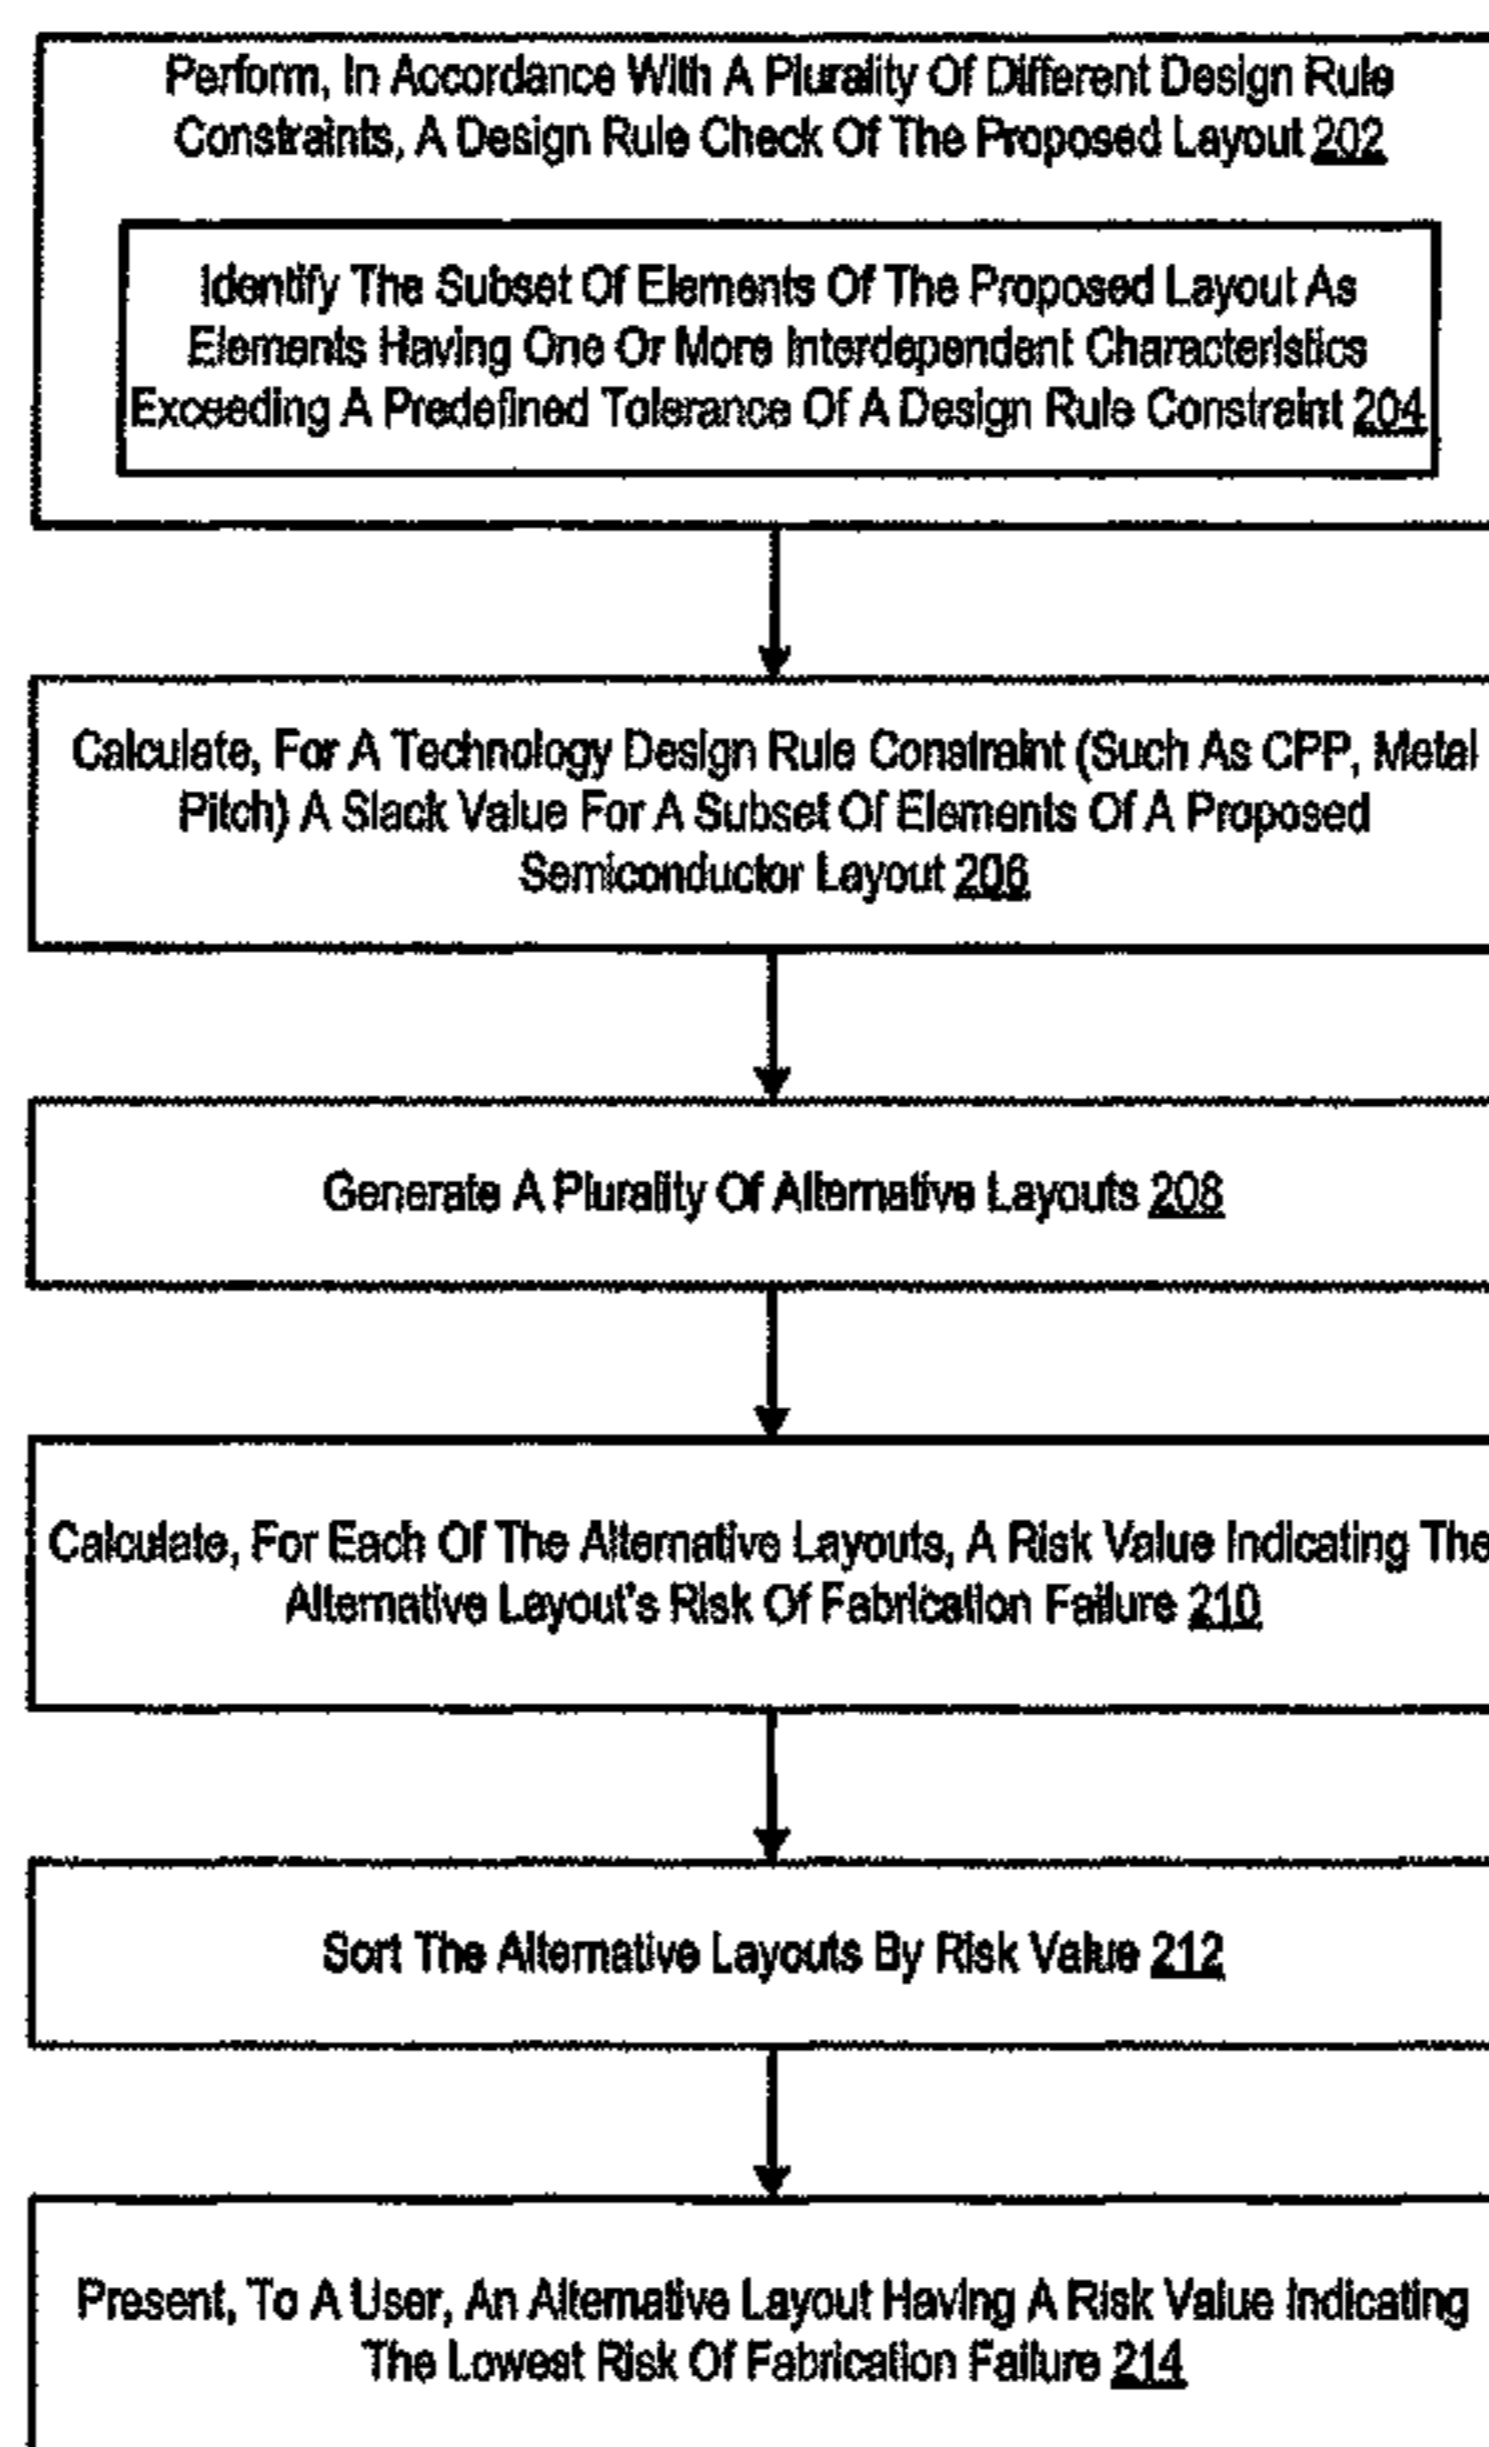 Perform, In Accordance With A Plurality Of Different Design Rule
Constraints, A Design Rule Check Of The Proposed Layout 202
Identify The Subset Of Elements Of The Proposed Layout As
Elements Having One Or More Interdependent Characteristics
Exceeding A Predefined Tolerance Of A Design Rule Constraint 204
Calculate, For A Technology Design Rule Constraint (Such As CPP, Metal
Pitch) A Slack Value For A Subset Of Elements Of A Proposed
Semiconductor Layout 206
Generate A Plurality Of Alternative Layouts 208
Calculate, For Each Of The Alternative Layouts, A Risk Value Indicating The
Alternative Layout's Risk Of Fabrication Failure 210
Sort The Alternative Layouts By Risk Value 212
Present, To A User, An Alternative Layout Having A Risk Value Indicating
The Lowest Risk Of Fabrication Failure 214